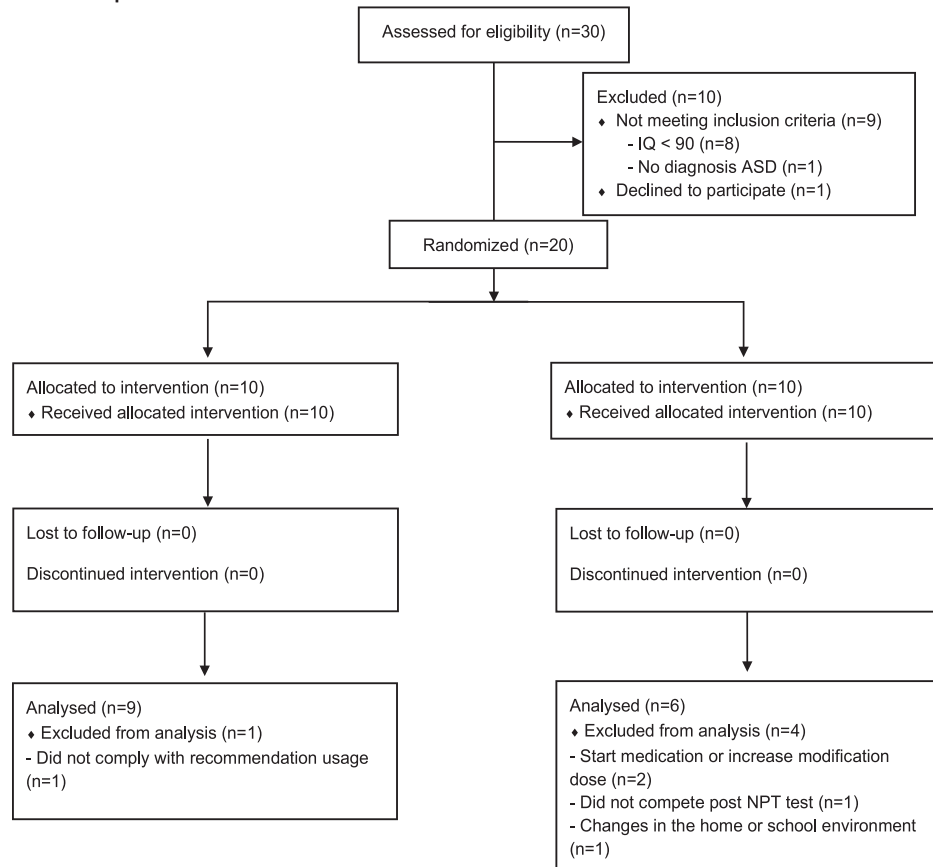 Assessed for eligibility (n=30)
Excluded (n=10)
♦ Not meeting inclusion criteria (n=9)
- IQ < 90 (n=8)
- No diagnosis ASD (n=1)
♦ Declined to participate (n=1)
Randomized (n=20)
Allocated to intervention (n=10)
♦ Received allocated intervention (n=10)
Allocated to intervention (n=10)
♦ Received allocated intervention (n=10)
Lost to follow-up (n=0)
Discontinued intervention (n=0)
Lost to follow-up (n=0)
Discontinued intervention (n=0)
Analysed (n=9)
♦ Excluded from analysis (n=1)
- Did not comply with recommendation usage
(n=1)
Analysed (n=6)
♦ Excluded from analysis (n=4)
- Start medication or increase modification
dose (n=2)
- Did not compete post NPT test (n=1)
- Changes in the home or school environment
(n=1)